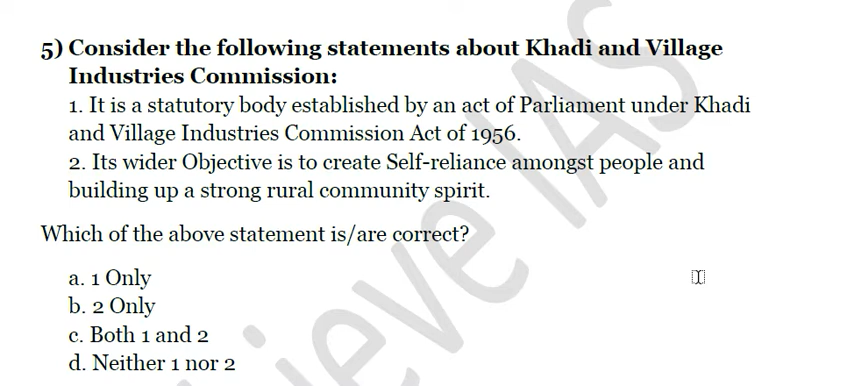 5) Consider the following statements about Khadi and Village
Industries Commission:
1. It is a statutory body established by an act of Parliament under Khadi
and Village Industries Commission Act of 1956.
2. Its wider Objective is to create Self-reliance amongst people and
building up a strong rural community spirit.
Which of the above statement is/are correct?
a. 1 Only
b. 2 Only
c. Both 1 and 2
d. Neither 1 nor 2